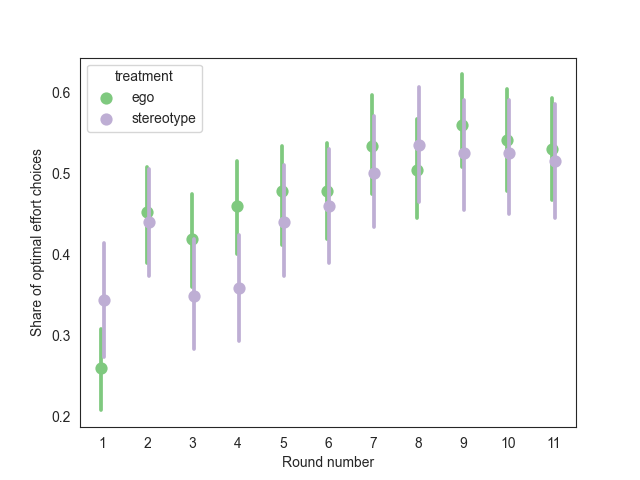 treatment
ego
stereotype
0.6
0.5
0.4
0.3
0.2
Share of optimal effort choices
1 2 3 4 5 6 7 8 9 10 11
Round number